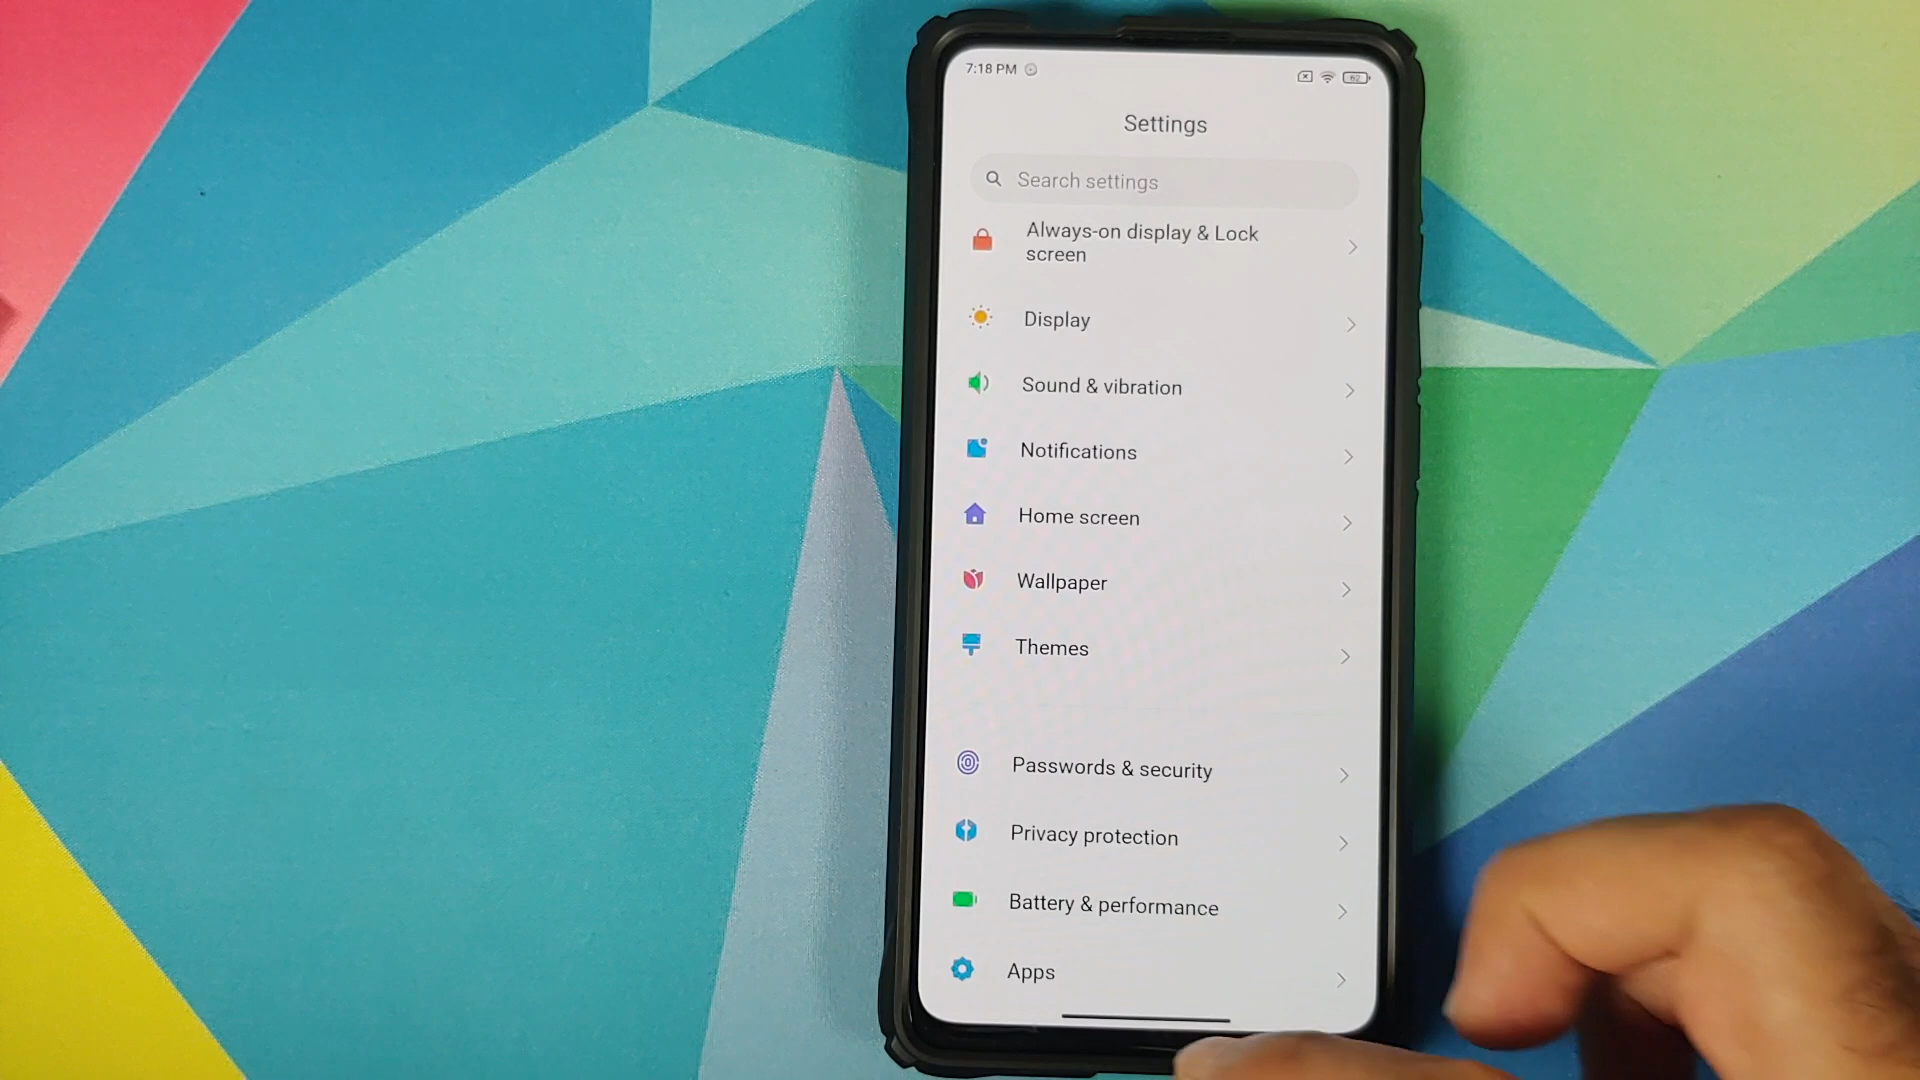 7:18 PM
62
Settings
Search settings
Always-on display & Lock
screen
Display
Sound & vibration
Notifications
Home screen
Wallpaper
Themes
Passwords & security
Privacy protection
Battery & performance
Apps